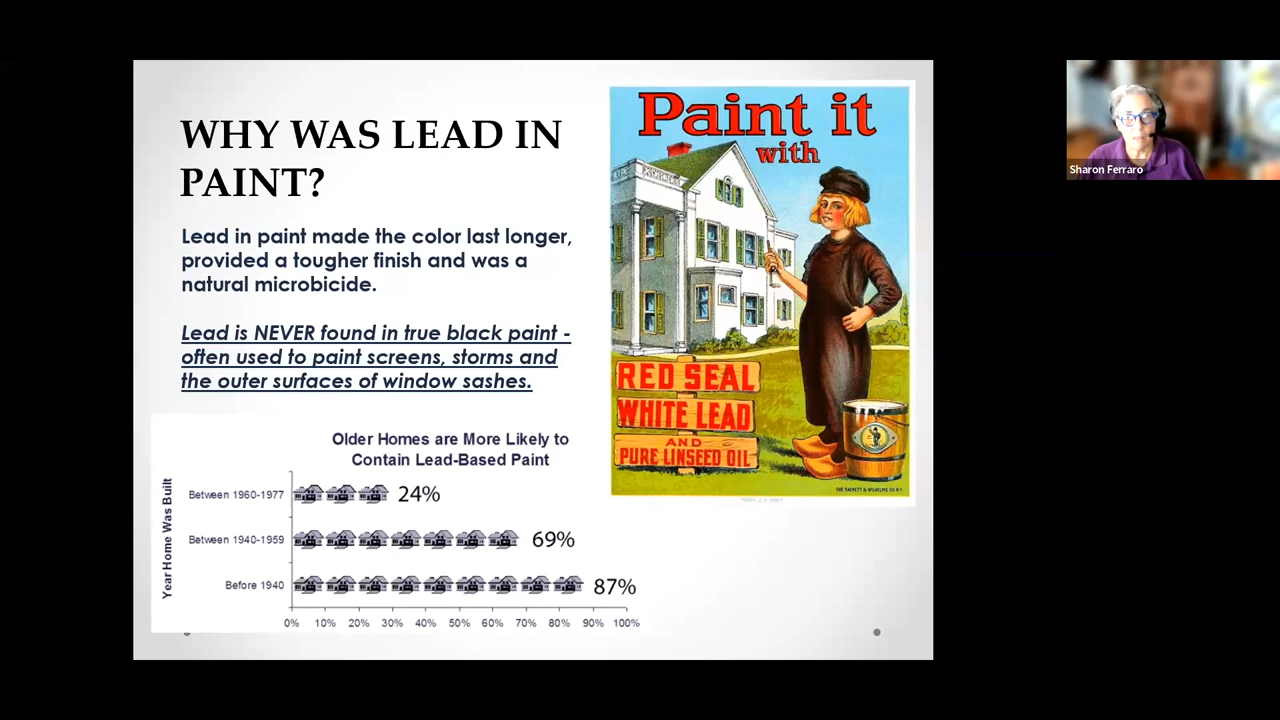 WHY WAS LEAD IN
PAINT?
Lead in paint made the color last longer,
provided a tougher finish and was a
natural microbicide.
Lead is NEVER found in true black paint -
often used to paint screens, storms and
the outer surfaces of window sashes.
Older Homes are More Likely to
Contain Lead-Based Paint
Year Home Was Built
Between 1960-1977
24%
Between 1940-1959
69%
Before 1940
87%
0% 10% 20% 30% 40% 50% 60% 70% 80% 90% 100%
Paint it
with
RED SEAL
WHITE LEAD
AND
PURE LINSEED OIL
Sharon Ferraro